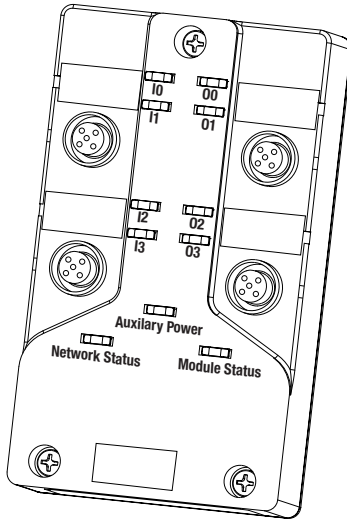 I0 O0
I1 O1
I2 O2
I3 O3
Auxilary Power
Network Status Module Status